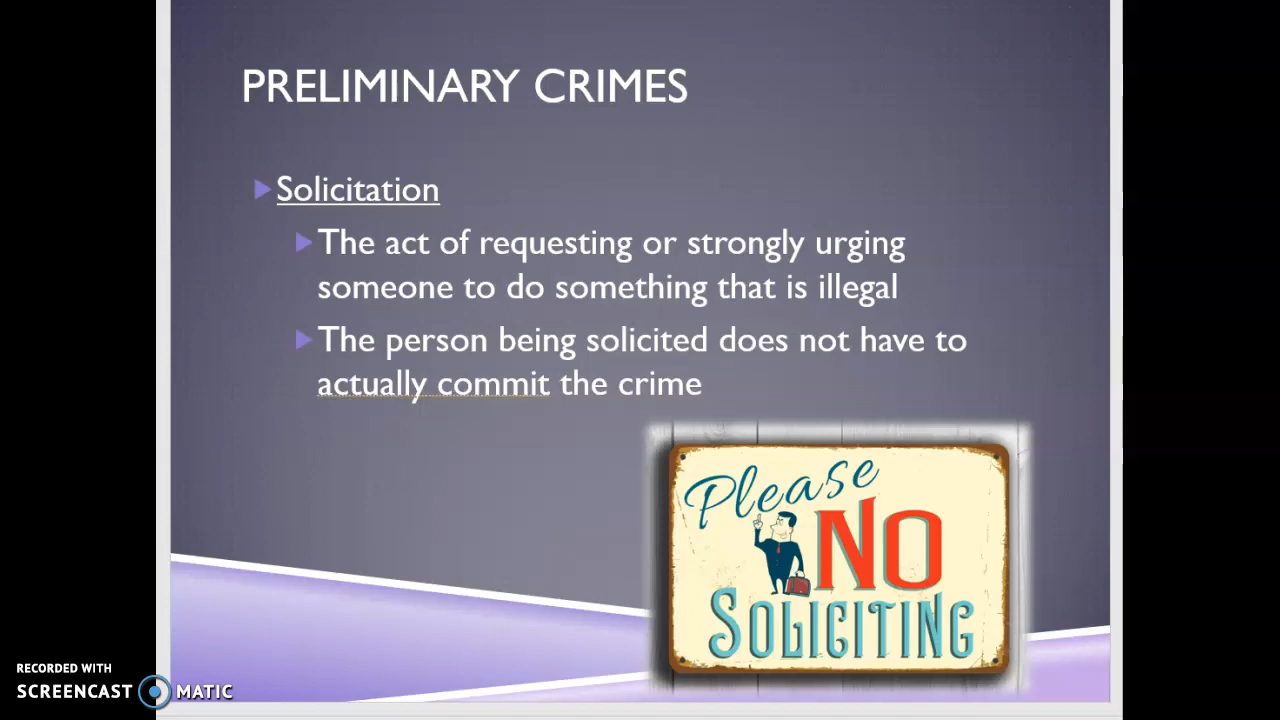 PRELIMINARY CRIMES
Solicitation
The act of requesting or strongly urging
someone to do something that is illegal
The person being solicited does not have to
actually commit the crime
Please
NO
SOLICITING
RECORDED WITH
SCREENCAST MATIC